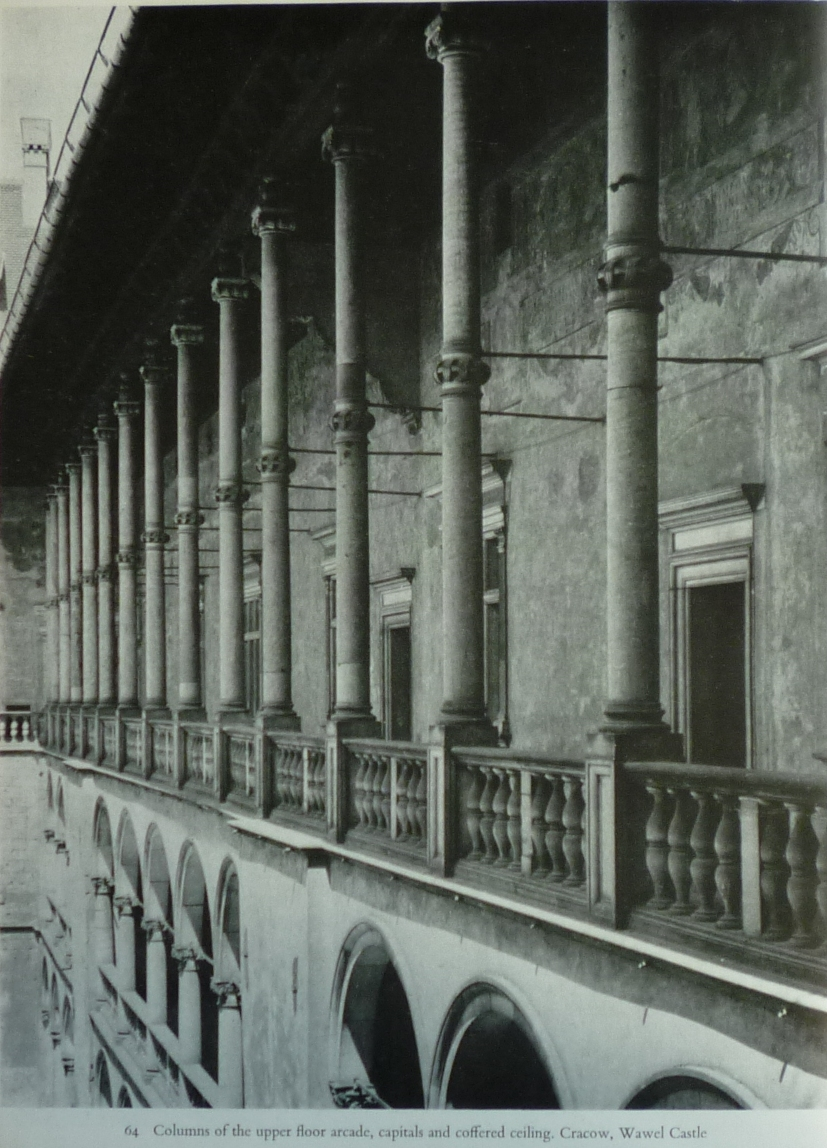 64 Columns of the upper floor arcade, capitals and coffered ceiling. Cracow, Wawel Castle